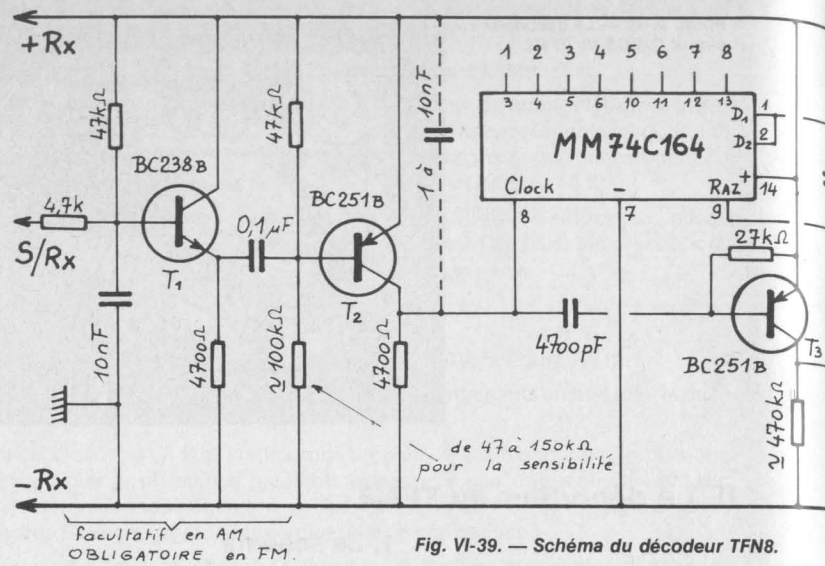 +Rx
47kΩ
47kΩ
10nF
1 à
1 2 3 4 5 6 7 8
3 4 5 6 10 11 12 13
1
D1
2
D2
MM74C164
BC238B
Clock
–
+
RAZ
14
8
7
9
4,7k
BC251B
0,1µF
S/Rx
T1
T2
27kΩ
4700pF
BC251B
T3
10nF
4700Ω
≃100kΩ
4700Ω
≃470kΩ
de 47 à 150kΩ
pour la sensibilité
–Rx
facultatif en AM
OBLIGATOIRE en FM.
Fig. VI-39. — Schéma du décodeur TFN8.